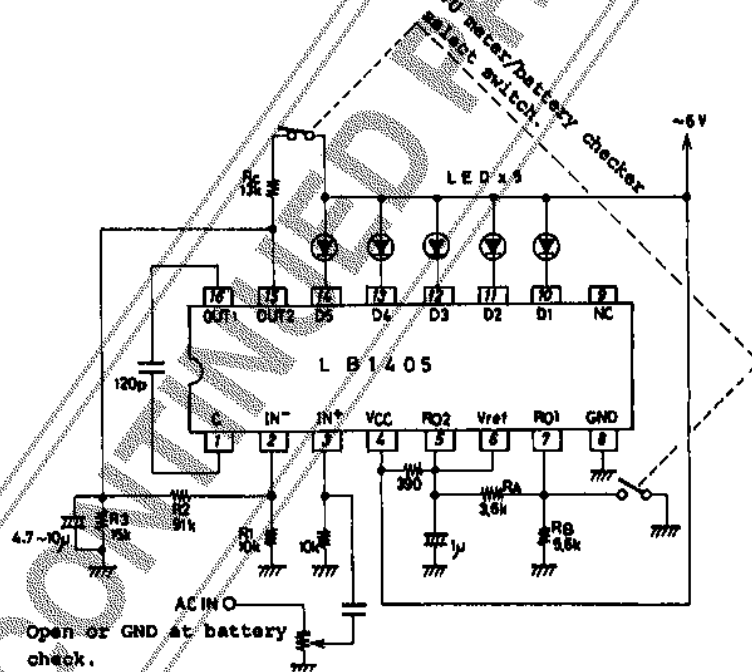 VU meter/battery checker
select switch.
~6 V
Rc
LED x 5
16 15 14 13 12 11 10 9
OUT1 OUT2 D5 D4 D3 D2 D1 NC
LB1405
120p
C IN⁻ IN⁺ VCC RO2 Vref RO1 GND
1 2 3 4 5 6 7 8
390
RA
3.6k
R2
91k
4.7~10μ
R3
15k
R1
10k
10k
1μ
RB
5.6k
AC IN
Open or GND at battery
check.